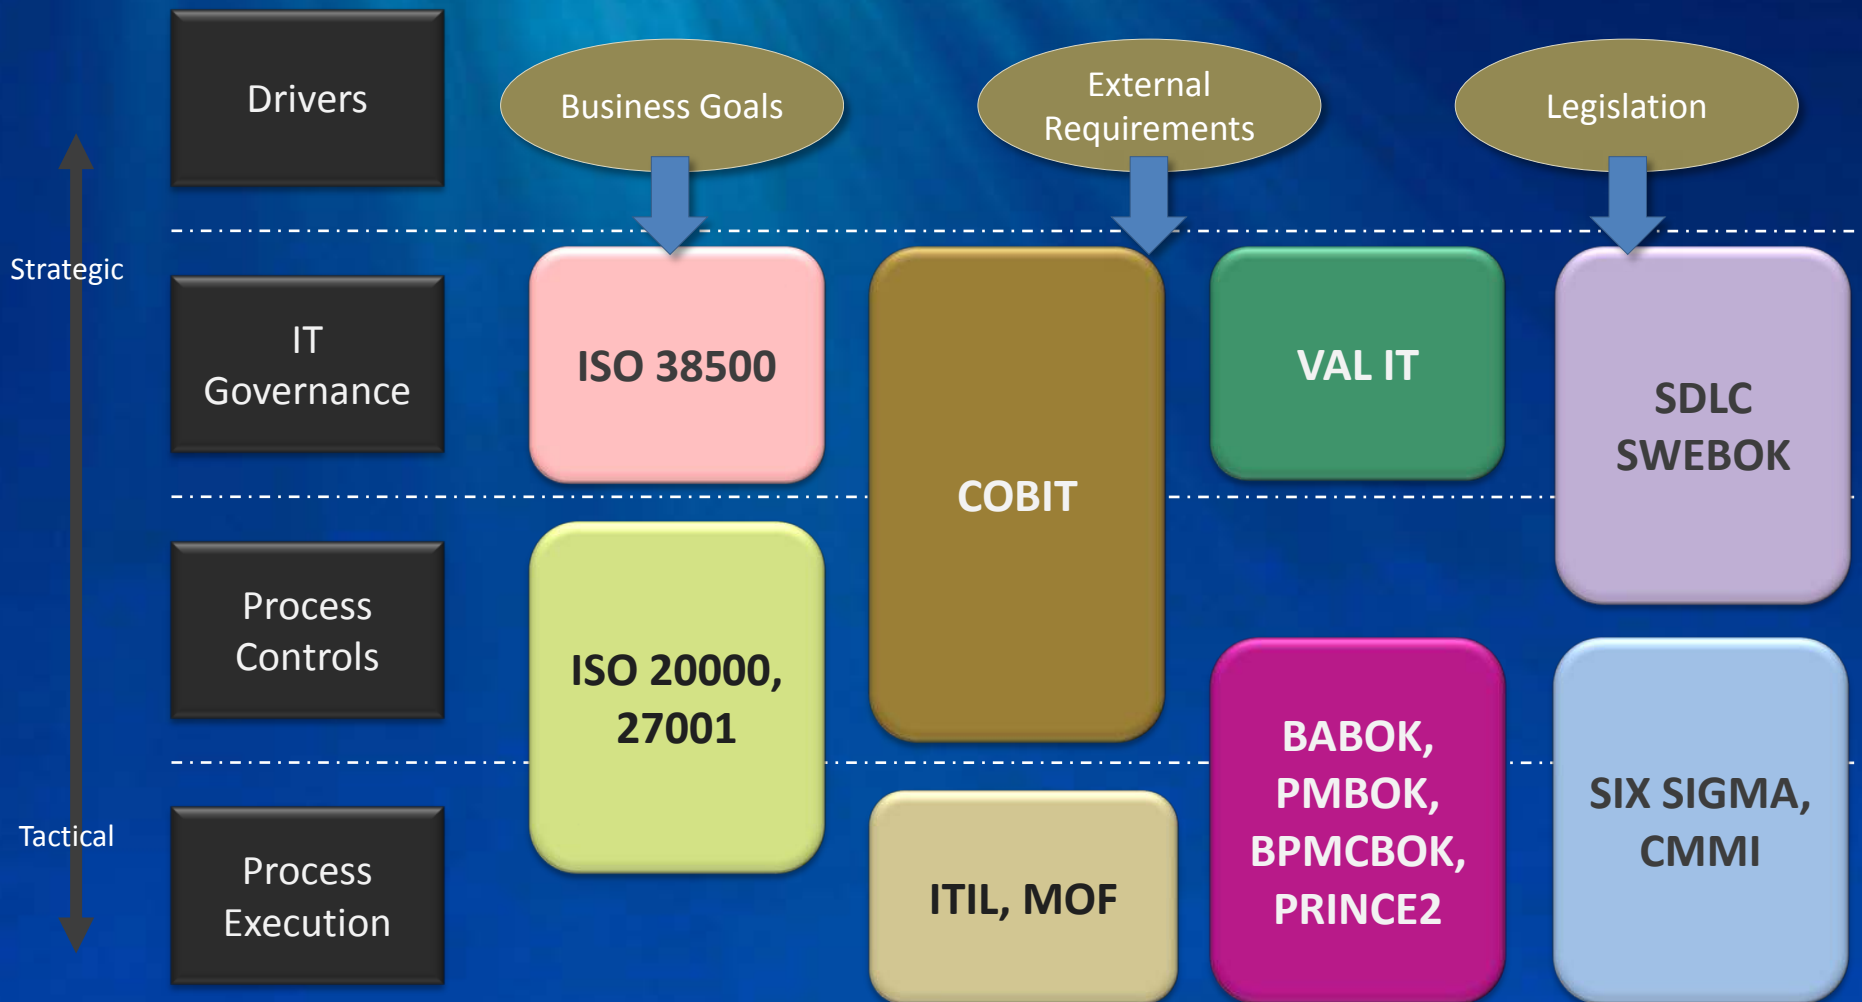 Drivers
Business Goals
External
Requirements
Legislation
Strategic
IT
Governance
ISO 38500
COBIT
VAL IT
SDLC
SWEBOK
Process
Controls
ISO 20000,
27001
BABOK,
PMBOK,
BPMCBOK,
PRINCE2
SIX SIGMA,
CMMI
Tactical
Process
Execution
ITIL, MOF